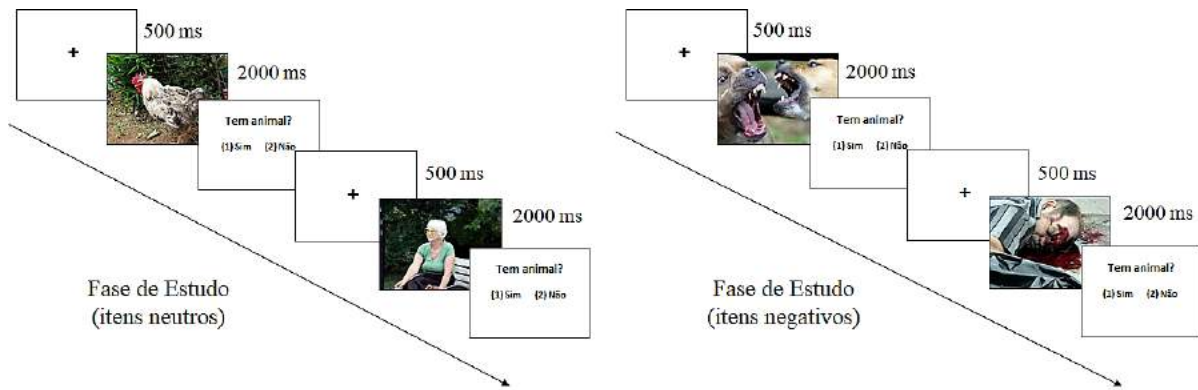 +
500 ms
2000 ms
Tem animal?
(1) Sim (2) Não
+
500 ms
2000 ms
Tem animal?
(1) Sim (2) Não
Fase de Estudo
(itens neutros)
+
500 ms
2000 ms
Tem animal?
(1) Sim (2) Não
+
500 ms
2000 ms
Tem animal?
(1) Sim (2) Não
Fase de Estudo
(itens negativos)